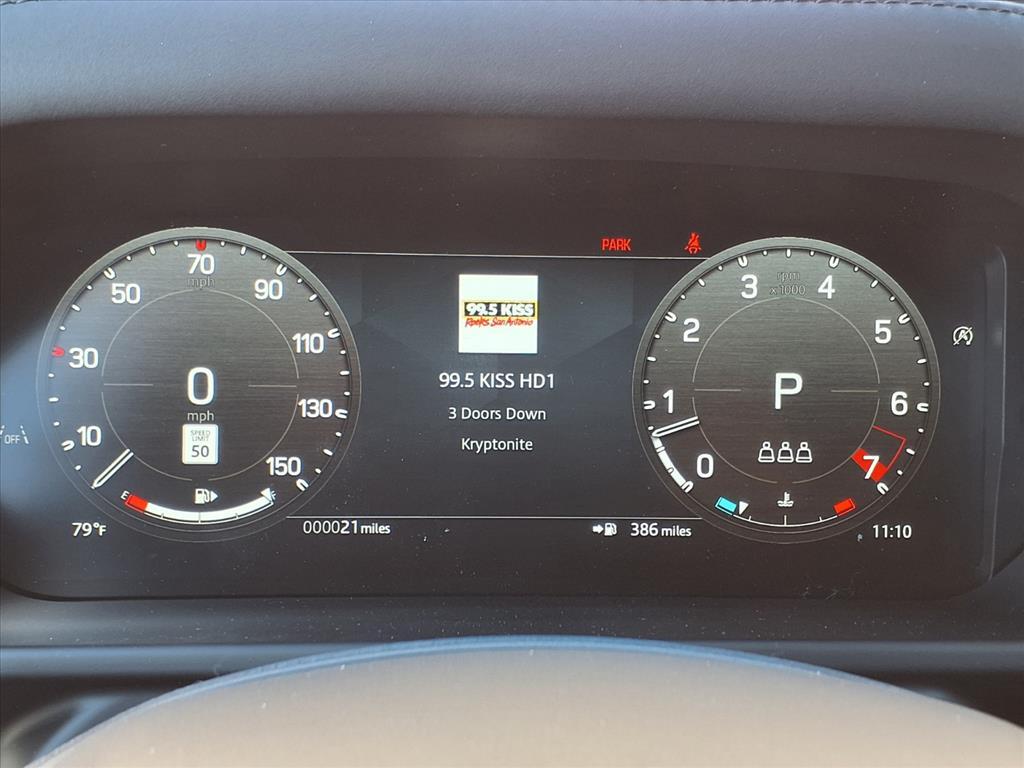 PARK
70
mph
50
90
30
110
10
130
150
0
mph
SPEED
LIMIT
50
E
F
OFF
79°F
000021 miles
99.5 KISS
Rocks San Antonio
99.5 KISS HD1
3 Doors Down
Kryptonite
386 miles
rpm
x1000
3
4
2
5
1
6
0
7
P
A
11:10